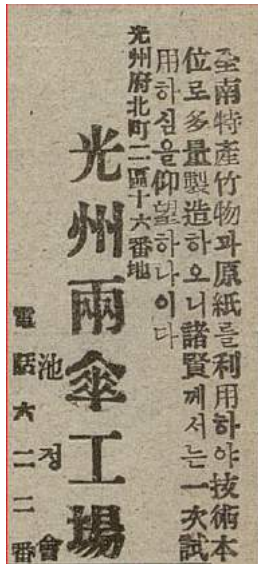 全南特產竹物과原紙를利用하야技術本
位로多量製造하오니諸賢께서는一次試
用하심을仰望하나이다
光州府北町二區十六番地
光州雨傘工場
池정會
電話六二二番